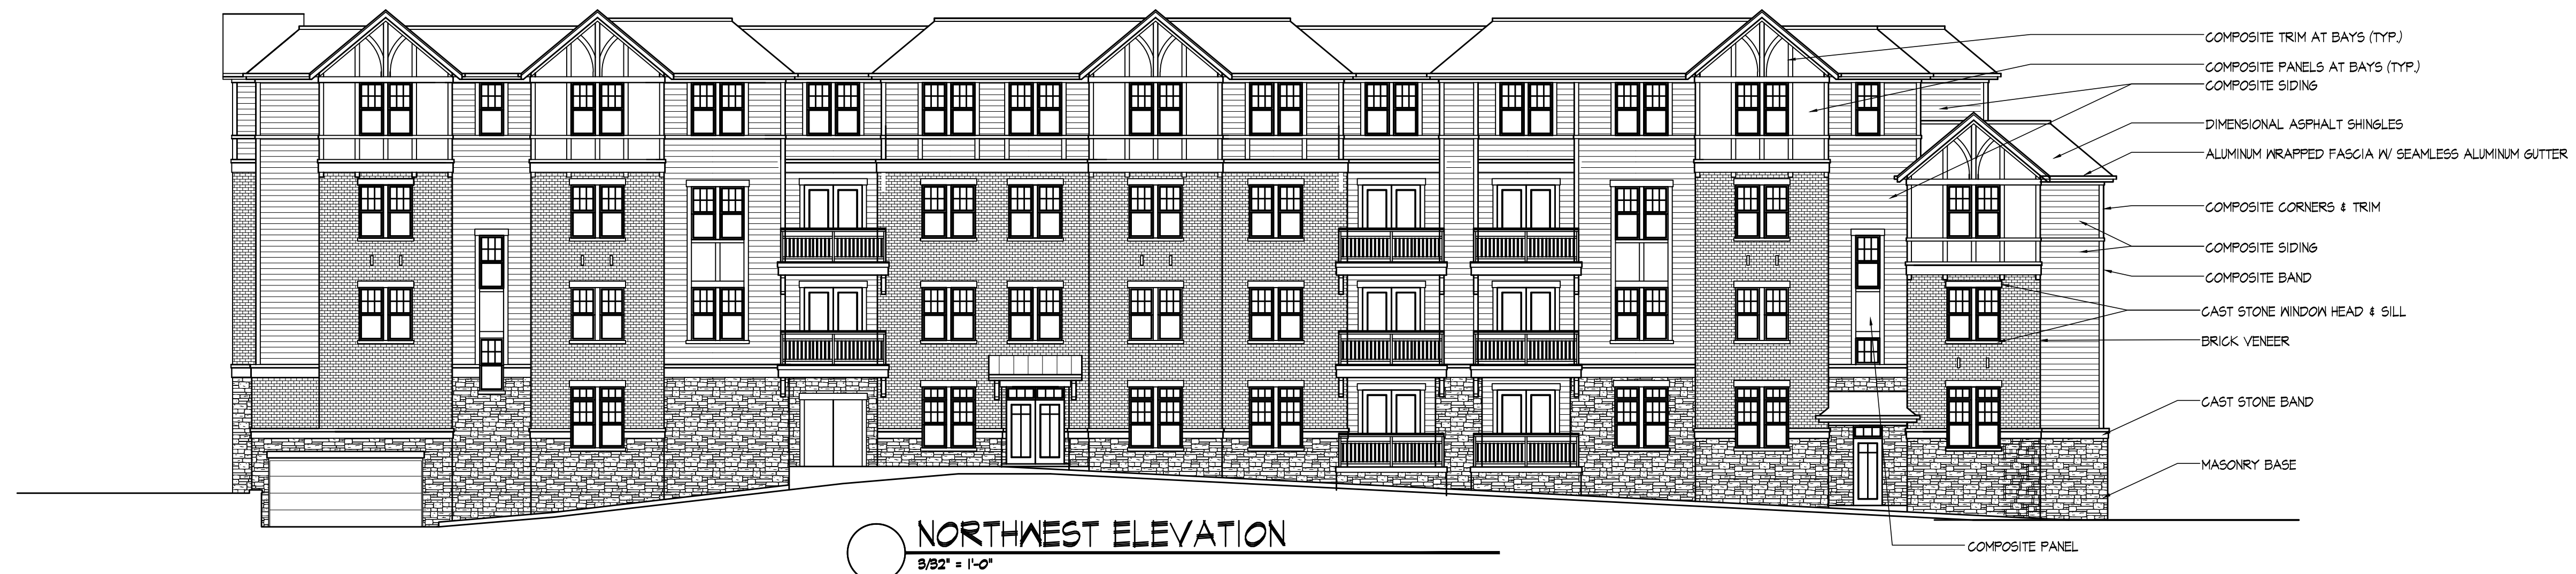 COMPOSITE TRIM AT BAYS (TYP.)
COMPOSITE PANELS AT BAYS (TYP.)
COMPOSITE SIDING
DIMENSIONAL ASPHALT SHINGLES
ALUMINUM WRAPPED FASCIA W/ SEAMLESS ALUMINUM GUTTER
COMPOSITE CORNERS & TRIM
COMPOSITE SIDING
COMPOSITE BAND
CAST STONE WINDOW HEAD & SILL
BRICK VENEER
CAST STONE BAND
MASONRY BASE
COMPOSITE PANEL
NORTHWEST ELEVATION
3/32" = 1'-0"